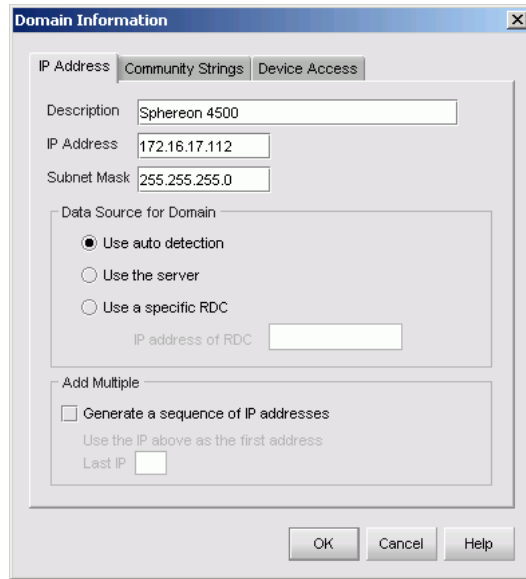 Domain Information
IP Address Community Strings Device Access
Description Sphereon 4500
IP Address 172.16.17.112
Subnet Mask 255.255.255.0
Data Source for Domain
Use auto detection
Use the server
Use a specific RDC
IP address of RDC
Add Multiple
Generate a sequence of IP addresses
Use the IP above as the first address
Last IP
OK Cancel Help